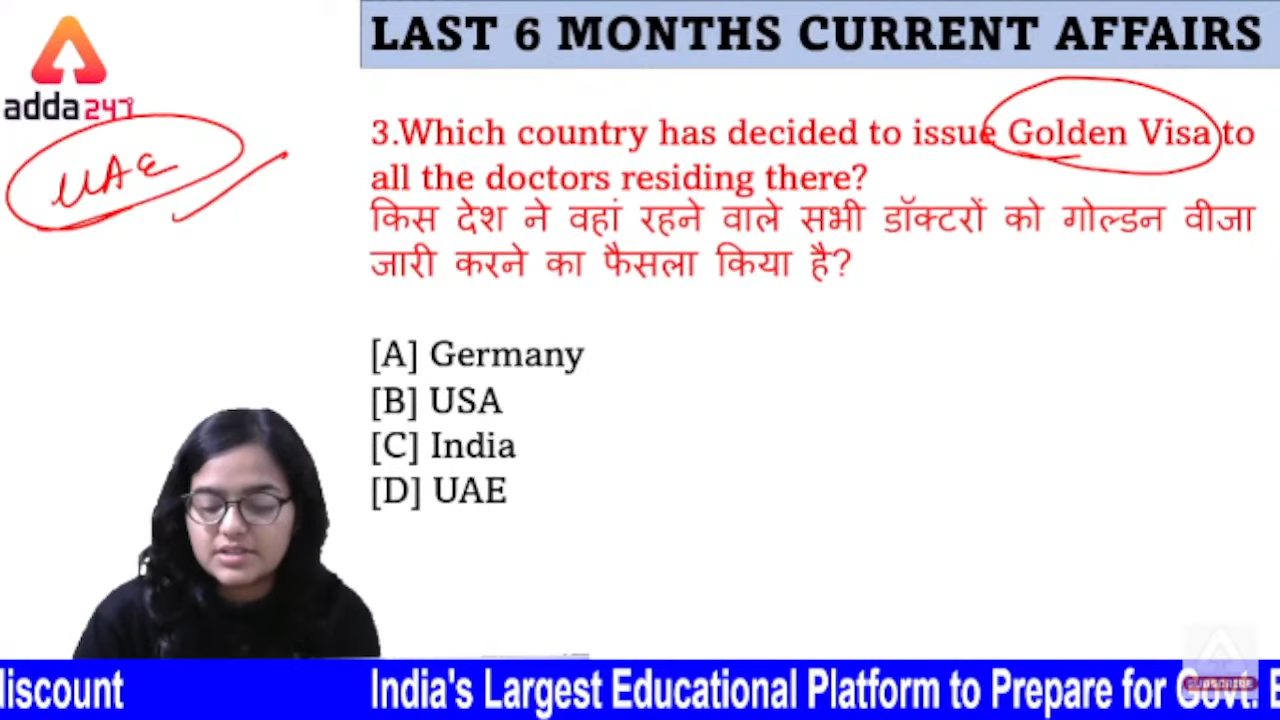 LAST 6 MONTHS CURRENT AFFAIRS
adda247
UAE
3.Which country has decided to issue Golden Visa to
all the doctors residing there?
किस देश ने वहां रहने वाले सभी डॉक्टरों को गोल्डन वीजा
जारी करने का फैसला किया है?
[A] Germany
[B] USA
[C] India
[D] UAE
SUBSCRIBE
discount India's Largest Educational Platform to Prepare for Govt. E